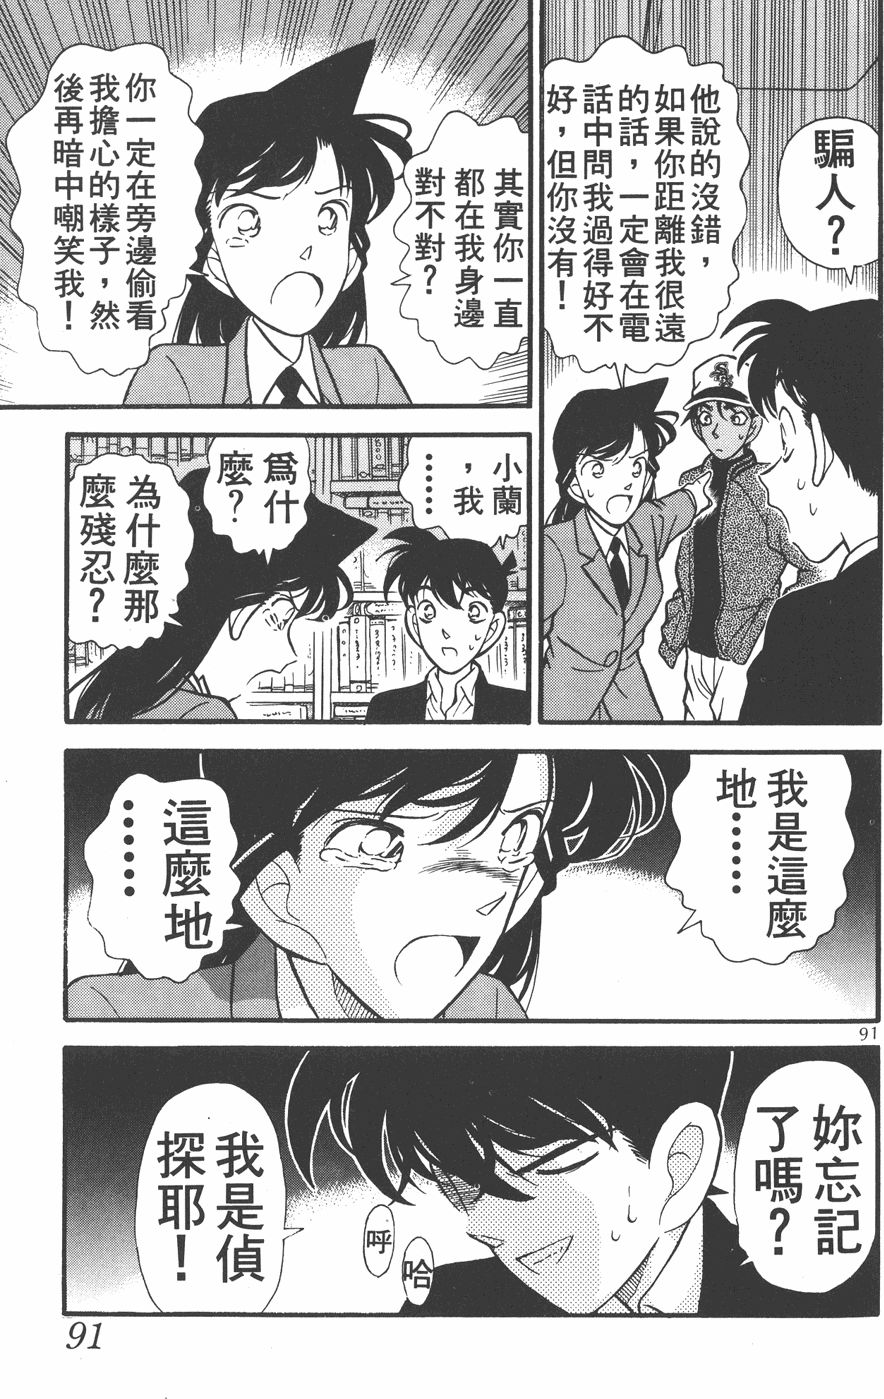 騙人？
他說的沒錯，
如果你距離我很遠
的話，一定會在電
話中問我過得好不
好，但你沒有！
其實你一直
都在我身邊
對不對？
你一定在旁邊偷看
我擔心的樣子，然
後再暗中嘲笑我！
小蘭
，我
……
爲什
麼？
為什麼那
麼殘忍？
我是這麼
地……
這麼地
……
91
妳忘記
了嗎？
哈
呼
我是偵
探耶！
91